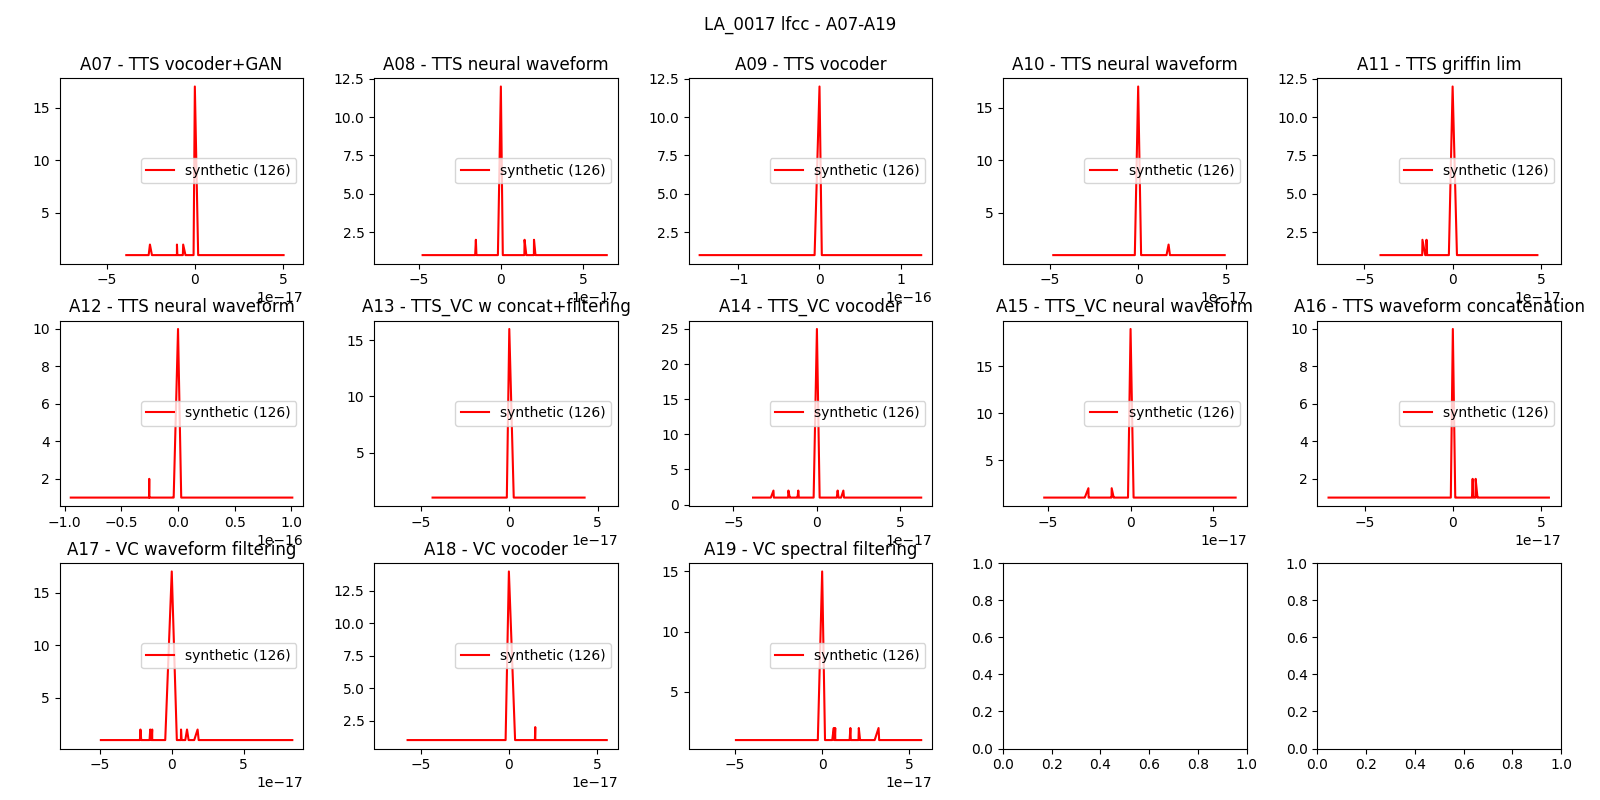 LA_0017 lfcc - A07-A19
A07 - TTS vocoder+GAN
A08 - TTS neural waveform
A09 - TTS vocoder
A10 - TTS neural waveform
A11 - TTS griffin lim
15
10
5
synthetic (126)
−5
0
5
1e−17
12.5
10.0
7.5
5.0
2.5
synthetic (126)
−5
0
5
1e−17
12.5
10.0
7.5
5.0
2.5
synthetic (126)
−1
0
1
1e−16
15
10
5
synthetic (126)
−5
0
5
1e−17
12.5
10.0
7.5
5.0
2.5
synthetic (126)
−5
0
5
1e−17
A12 - TTS neural waveform
A13 - TTS_VC w concat+filtering
A14 - TTS_VC vocoder
A15 - TTS_VC neural waveform
A16 - TTS waveform concatenation
10
8
6
4
2
synthetic (126)
−1.0
−0.5
0.0
0.5
1.0
1e−16
15
10
5
synthetic (126)
−5
0
5
1e−17
25
20
15
10
5
0
synthetic (126)
−5
0
5
1e−17
15
10
5
synthetic (126)
−5
0
5
1e−17
10
8
6
4
2
synthetic (126)
−5
0
5
1e−17
A17 - VC waveform filtering
A18 - VC vocoder
A19 - VC spectral filtering
15
10
5
synthetic (126)
−5
0
5
1e−17
12.5
10.0
7.5
5.0
2.5
synthetic (126)
−5
0
5
1e−17
15
10
5
synthetic (126)
−5
0
5
1e−17
1.0
0.8
0.6
0.4
0.2
0.0
0.0
0.2
0.4
0.6
0.8
1.0
1.0
0.8
0.6
0.4
0.2
0.0
0.0
0.2
0.4
0.6
0.8
1.0